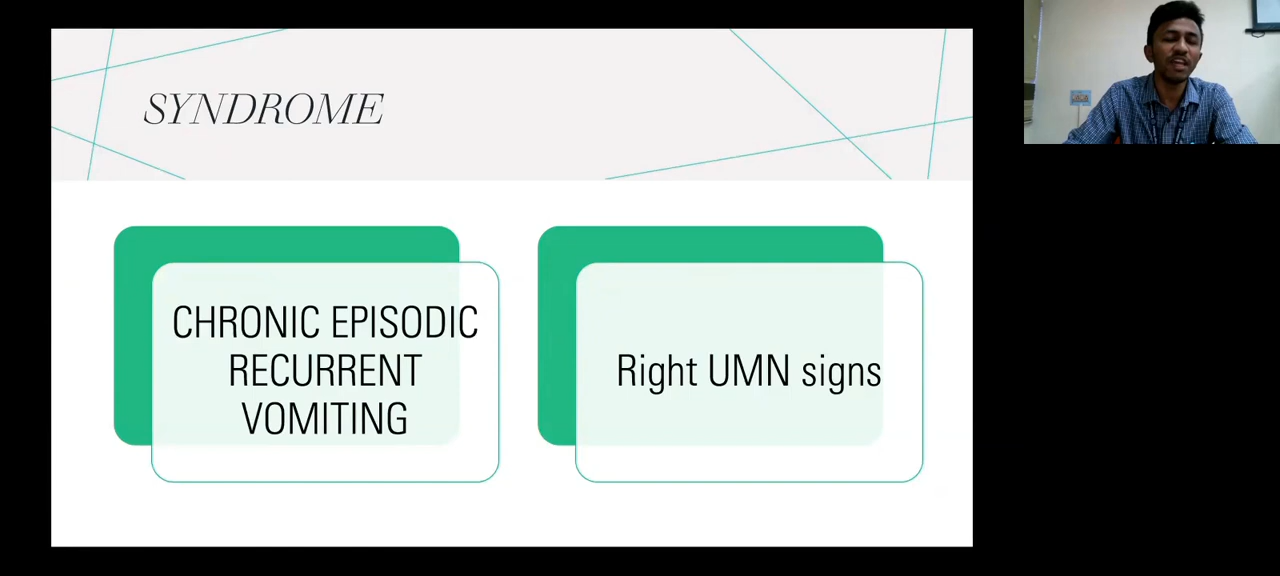 SYNDROME
CHRONIC EPISODIC
RECURRENT
VOMITING
Right UMN signs